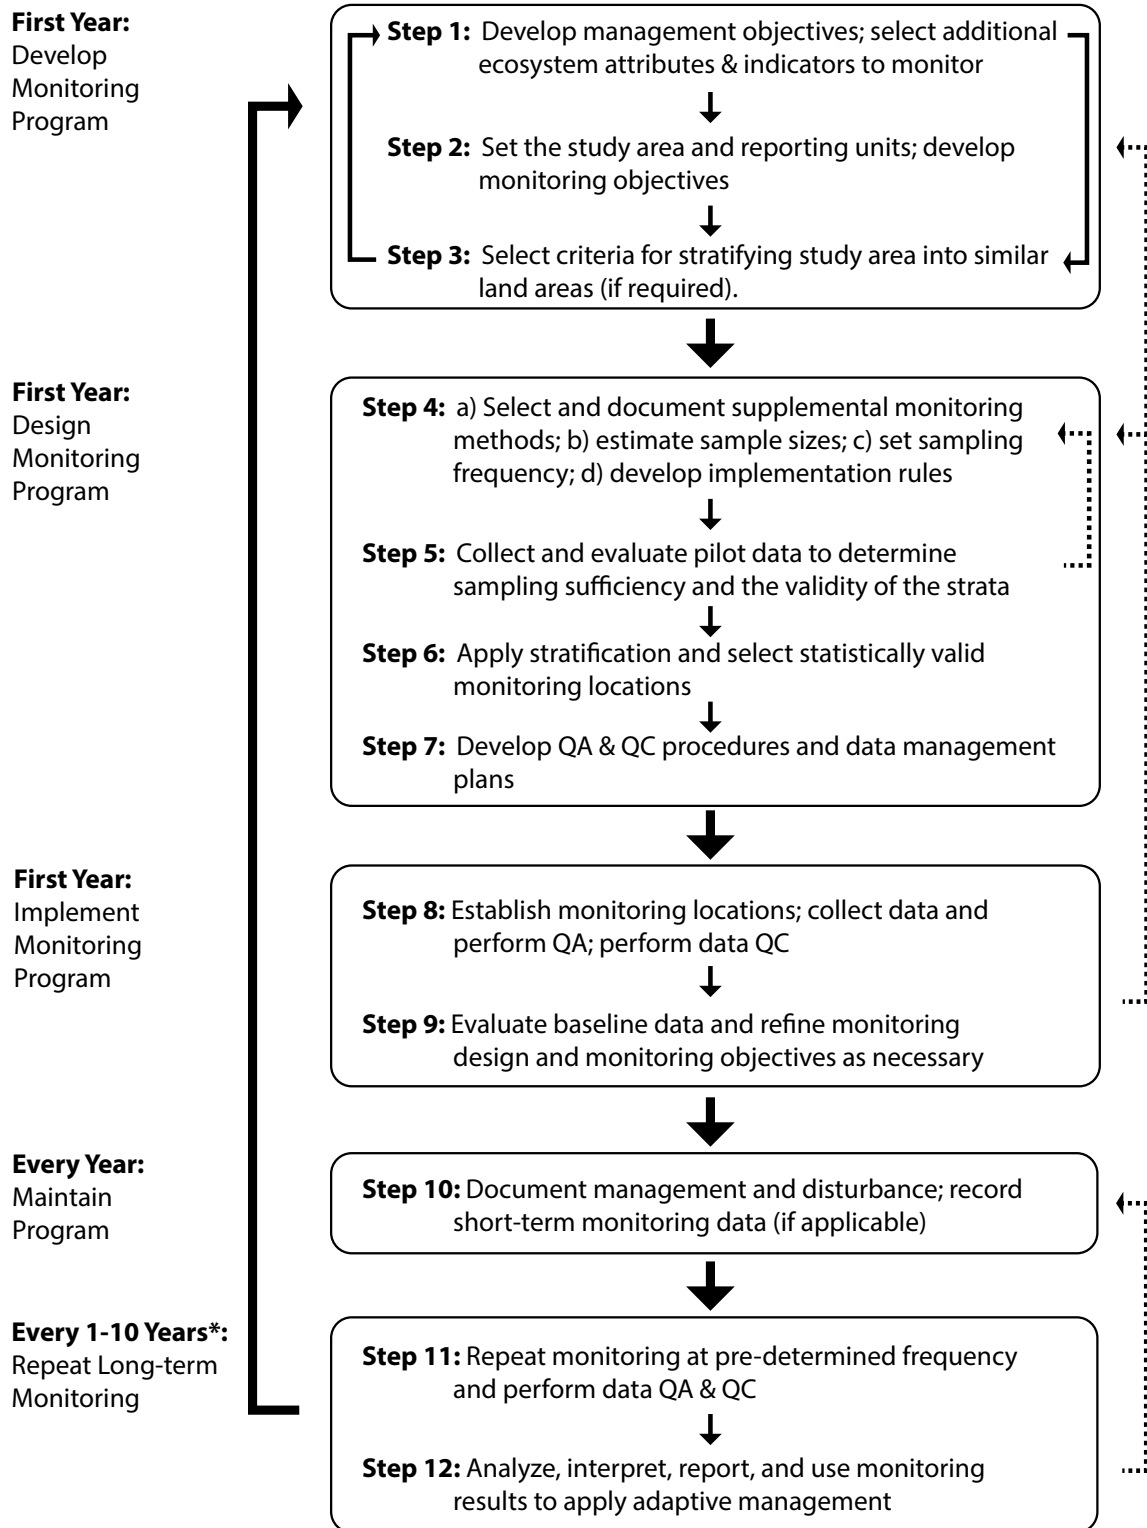 First Year:
Develop
Monitoring
Program
Step 1: Develop management objectives; select additional
ecosystem attributes & indicators to monitor
Step 2: Set the study area and reporting units; develop
monitoring objectives
Step 3: Select criteria for stratifying study area into similar
land areas (if required).
First Year:
Design
Monitoring
Program
Step 4: a) Select and document supplemental monitoring
methods; b) estimate sample sizes; c) set sampling
frequency; d) develop implementation rules
Step 5: Collect and evaluate pilot data to determine
sampling sufficiency and the validity of the strata
Step 6: Apply stratification and select statistically valid
monitoring locations
Step 7: Develop QA & QC procedures and data management
plans
First Year:
Implement
Monitoring
Program
Step 8: Establish monitoring locations; collect data and
perform QA; perform data QC
Step 9: Evaluate baseline data and refine monitoring
design and monitoring objectives as necessary
Every Year:
Maintain
Program
Step 10: Document management and disturbance; record
short-term monitoring data (if applicable)
Every 1-10 Years*:
Repeat Long-term
Monitoring
Step 11: Repeat monitoring at pre-determined frequency
and perform data QA & QC
Step 12: Analyze, interpret, report, and use monitoring
results to apply adaptive management